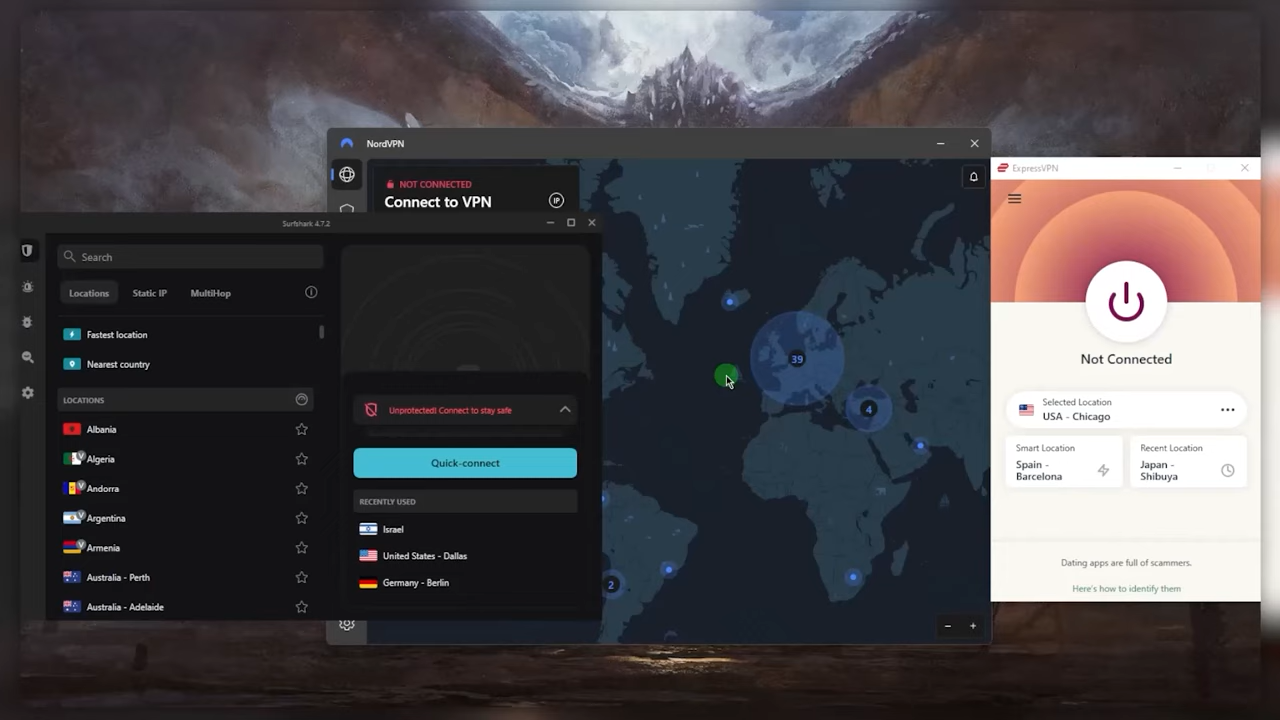 NordVPN
NOT CONNECTED
Connect to VPN
IP
39
4
2
Surfshark 4.7.2
Search
Locations
Static IP
MultiHop
Fastest location
Nearest country
LOCATIONS
Albania
Algeria
Andorra
Argentina
Armenia
Australia - Perth
Australia - Adelaide
Unprotected! Connect to stay safe
Quick-connect
RECENTLY USED
Israel
United States - Dallas
Germany - Berlin
ExpressVPN
Not Connected
Selected Location
USA - Chicago
Smart Location
Spain -
Barcelona
Recent Location
Japan -
Shibuya
Dating apps are full of scammers.
Here's how to identify them